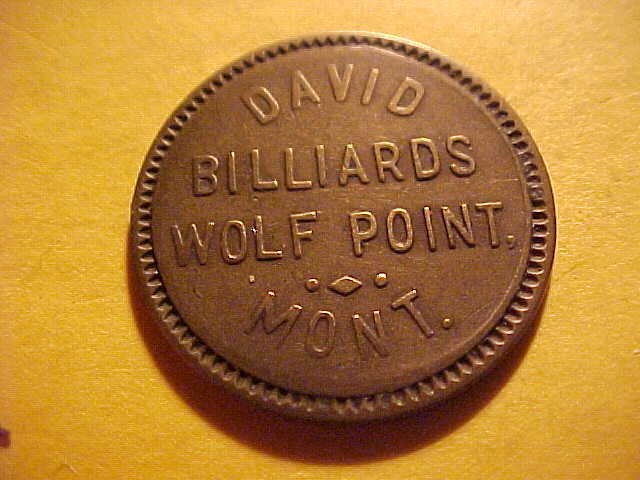 DAVID
BILLIARDS
WOLF POINT,
MONT.